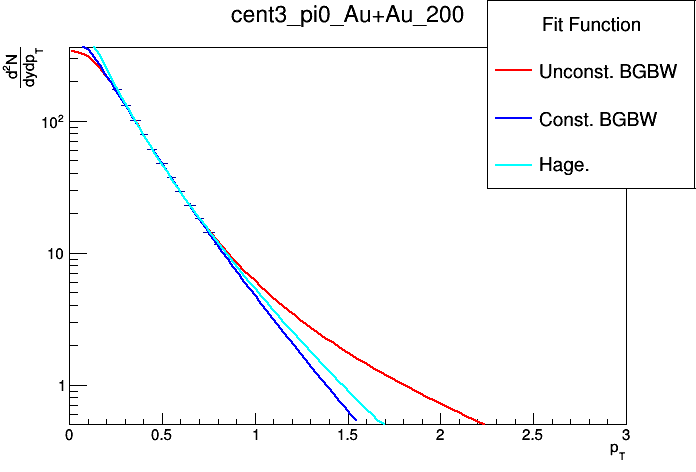 cent3_pi0_Au+Au_200
Fit Function
Unconst. BGBW
Const. BGBW
Hage.
d²N
dydp_T
10²
10
1
0 0.5 1 1.5 2 2.5 3
p_T